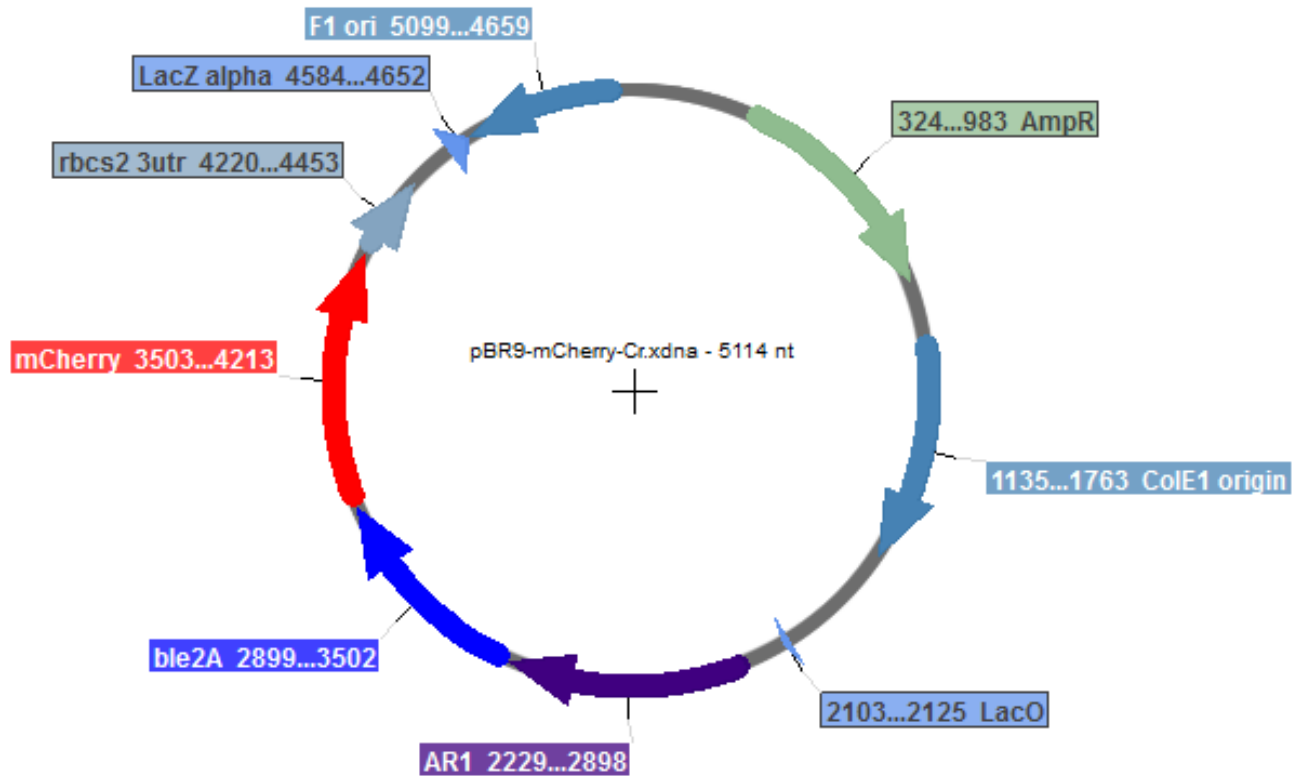 F1 ori 5099...4659
LacZ alpha 4584...4652
324...983 AmpR
rbcs2 3utr 4220...4453
mCherry 3503...4213
pBR9-mCherry-Cr.xdna - 5114 nt
1135...1763 ColE1 origin
ble2A 2899...3502
2103...2125 LacO
AR1 2229...2898